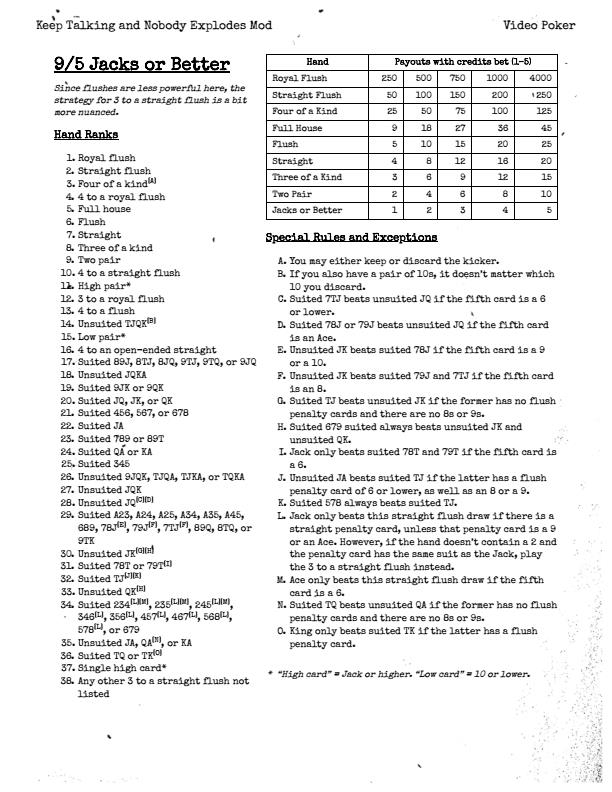 Keep Talking and Nobody Explodes Mod Video Poker
9/5 Jacks or Better
Since flushes are less powerful here, the
strategy for 3 to a straight flush is a bit
more nuanced.
Hand Ranks
1. Royal flush
2. Straight flush
3. Four of a kind[A]
4. 4 to a royal flush
5. Full house
6. Flush
7. Straight
8. Three of a kind
9. Two pair
10. 4 to a straight flush
11. High pair*
12. 3 to a royal flush
13. 4 to a flush
14. Unsuited TJQK[B]
15. Low pair*
16. 4 to an open-ended straight
17. Suited 89J, 8TJ, 8JQ, 9TJ, 9TQ, or 9JQ
18. Unsuited JQKA
19. Suited 9JK or 9QK
20. Suited JQ, JK, or QK
21. Suited 456, 567, or 678
22. Suited JA
23. Suited 789 or 89T
24. Suited QA or KA
25. Suited 345
26. Unsuited 9JQK, TJQA, TJKA, or TQKA
27. Unsuited JQK
28. Unsuited JQ[C][D]
29. Suited A23, A24, A25, A34, A35, A45,
689, 78J[E], 79J[F], 7TJ[F], 89Q, 8TQ, or
9TK
30. Unsuited JK[G][H]
31. Suited 78T or 79T[I]
32. Suited TJ[J][K]
33. Unsuited QK[H]
34. Suited 234[L][M], 235[L][M], 245[L][M],
346[L], 356[L], 457[L], 467[L], 568[L],
578[L], or 679
35. Unsuited JA, QA[N], or KA
36. Suited TQ or TK[O]
37. Single high card*
38. Any other 3 to a straight flush not
listed
Hand Payouts with credits bet (1-5)
Royal Flush 250 500 750 1000 4000
Straight Flush 50 100 150 200 250
Four of a Kind 25 50 75 100 125
Full House 9 18 27 36 45
Flush 5 10 15 20 25
Straight 4 8 12 16 20
Three of a Kind 3 6 9 12 15
Two Pair 2 4 6 8 10
Jacks or Better 1 2 3 4 5
Special Rules and Exceptions
A. You may either keep or discard the kicker.
B. If you also have a pair of 10s, it doesn't matter which
10 you discard.
C. Suited 7TJ beats unsuited JQ if the fifth card is a 6
or lower.
D. Suited 78J or 79J beats unsuited JQ if the fifth card
is an Ace.
E. Unsuited JK beats suited 78J if the fifth card is a 9
or a 10.
F. Unsuited JK beats suited 79J and 7TJ if the fifth card
is an 8.
G. Suited TJ beats unsuited JK if the former has no flush
penalty cards and there are no 8s or 9s.
H. Suited 679 suited always beats unsuited JK and
unsuited QK.
I. Jack only beats suited 78T and 79T if the fifth card is
a 6.
J. Unsuited JA beats suited TJ if the latter has a flush
penalty card of 6 or lower, as well as an 8 or a 9.
K. Suited 578 always beats suited TJ.
L. Jack only beats this straight flush draw if there is a
straight penalty card, unless that penalty card is a 9
or an Ace. However, if the hand doesn't contain a 2 and
the penalty card has the same suit as the Jack, play
the 3 to a straight flush instead.
M. Ace only beats this straight flush draw if the fifth
card is a 6.
N. Suited TQ beats unsuited QA if the former has no flush
penalty cards and there are no 8s or 9s.
O. King only beats suited TK if the latter has a flush
penalty card.
* "High card" = Jack or higher. "Low card" = 10 or lower.